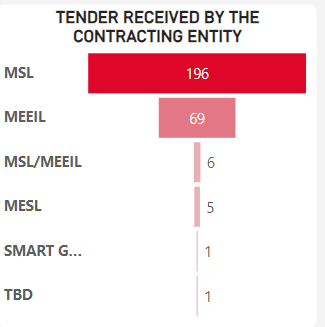 TENDER RECEIVED BY THE
CONTRACTING ENTITY
MSL 196
MEEIL 69
MSL/MEEIL 6
MESL 5
SMART G... 1
TBD 1